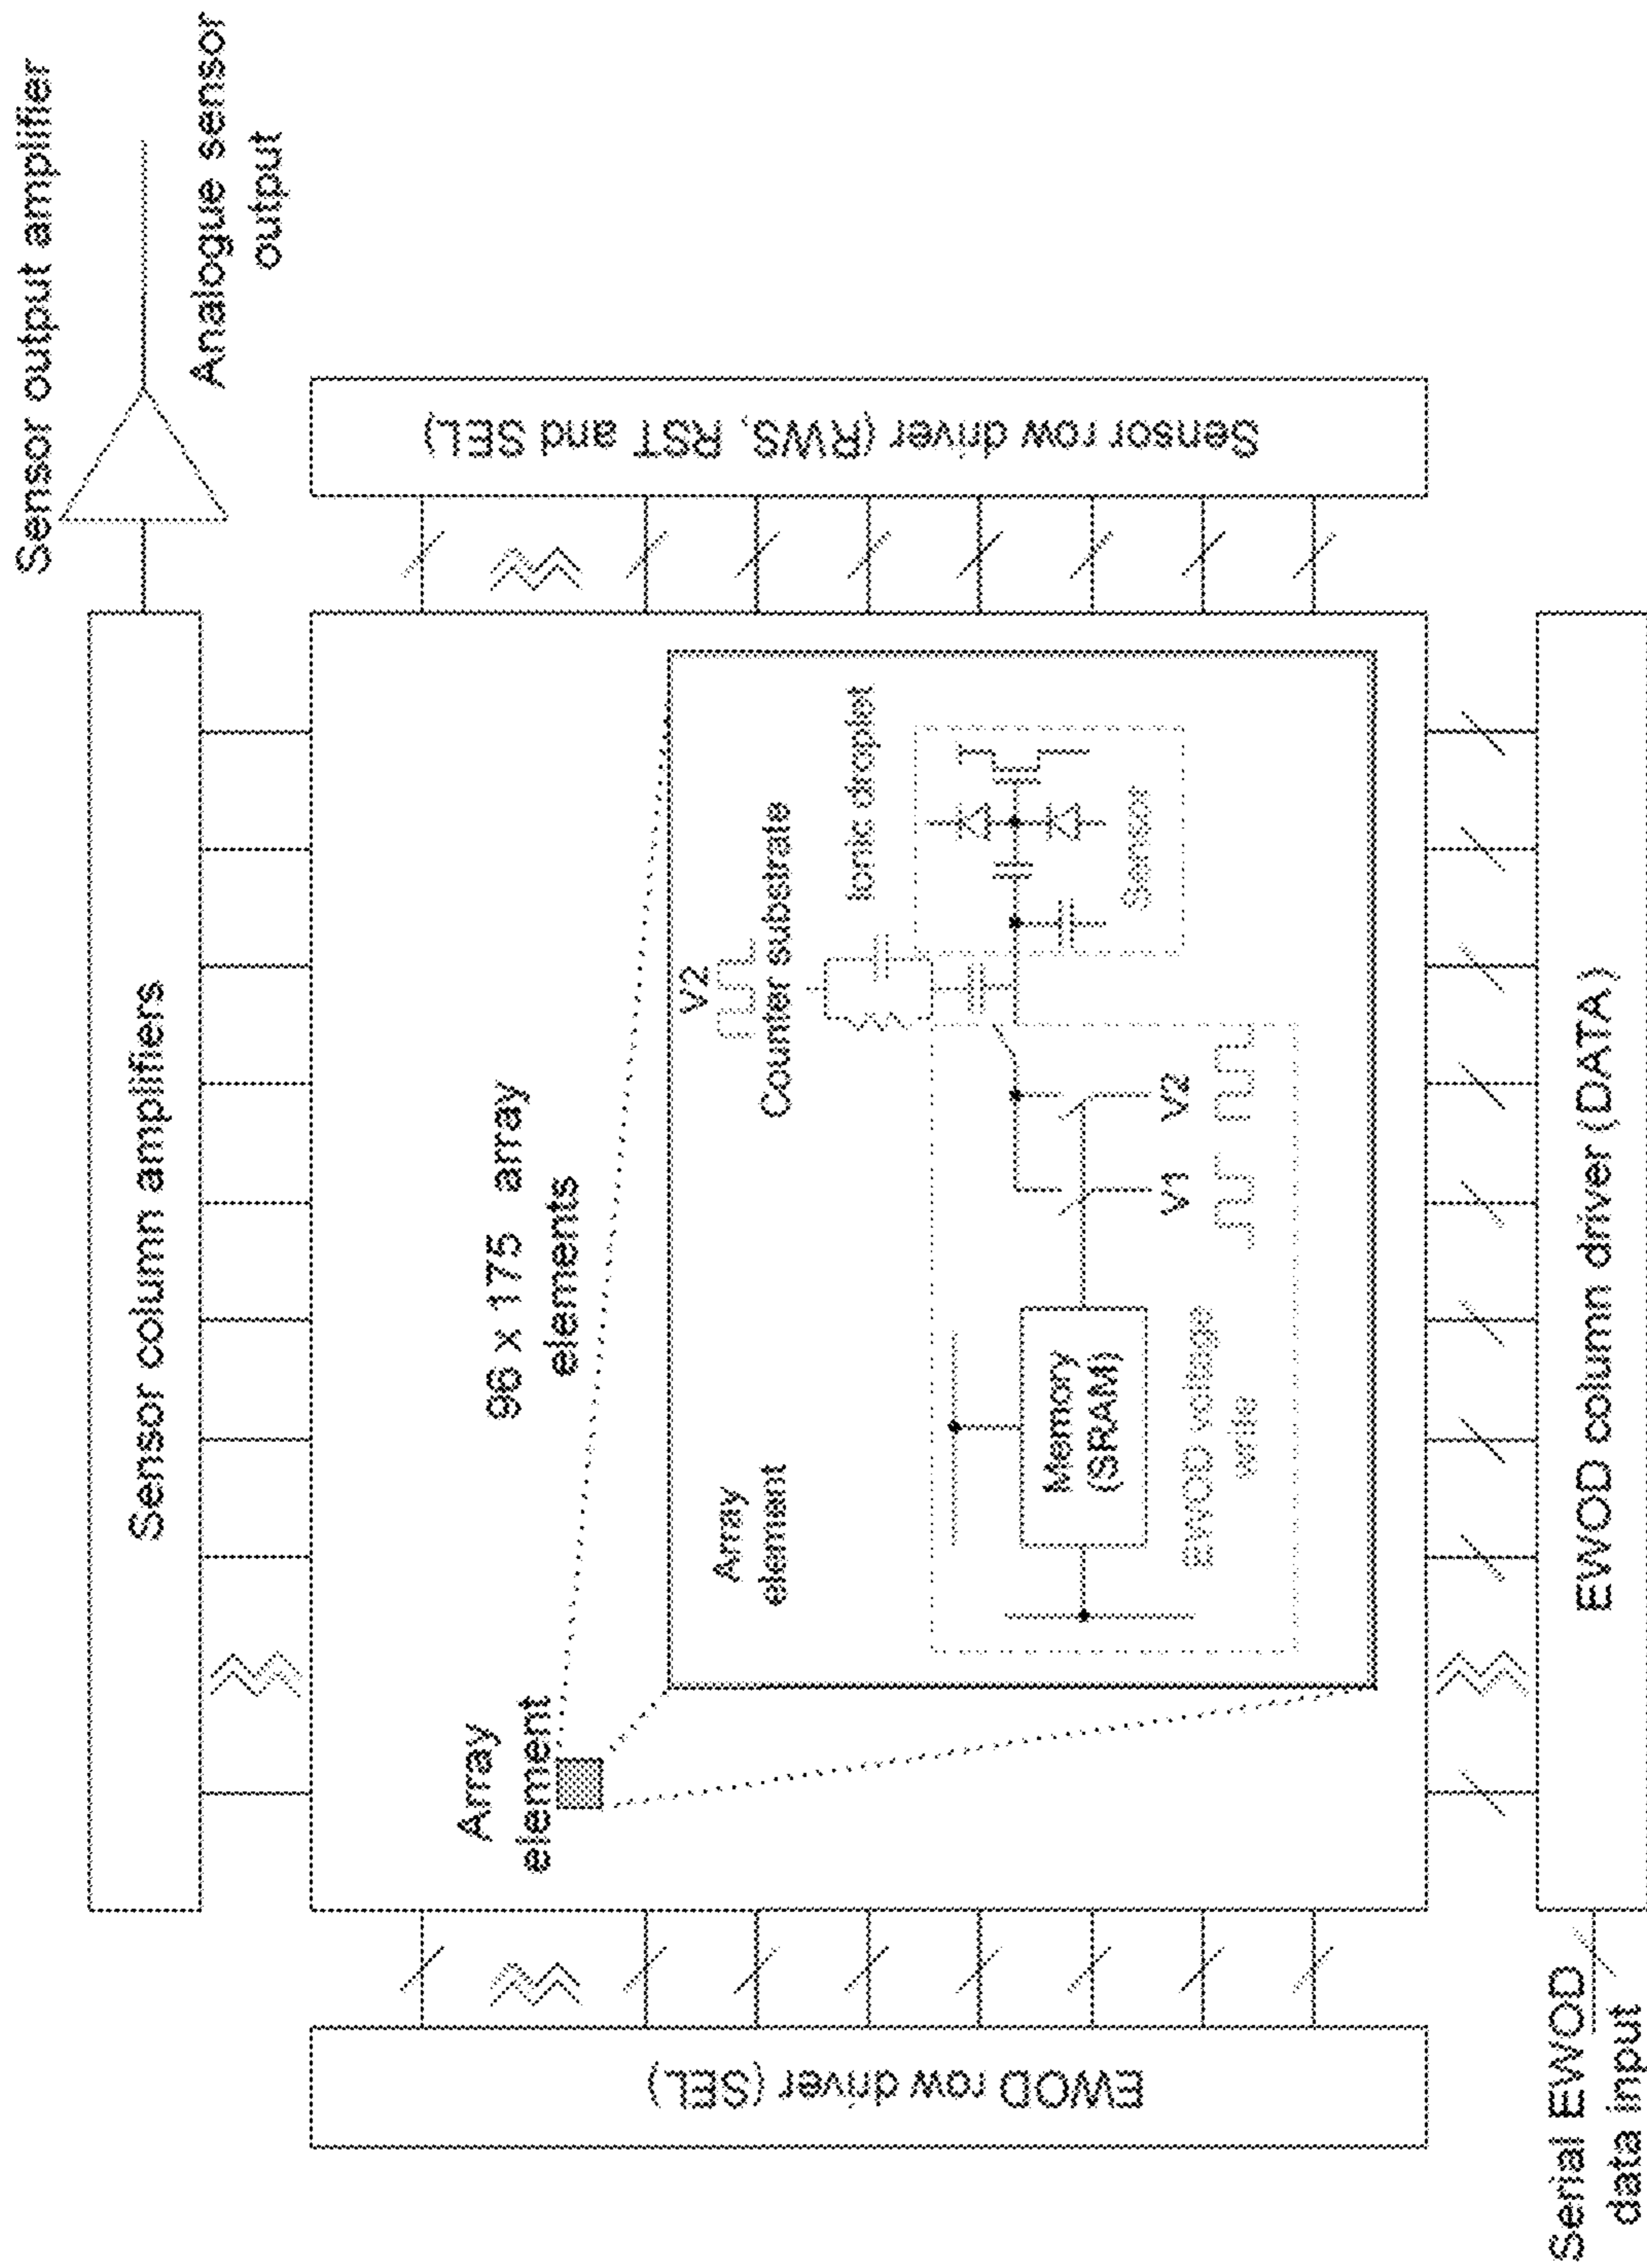 Sensor output amplifier
Analogue sensor
output
Sensor column amplifiers
96 x 175 array
elements
Array
element
Array
element
V2
Counter substrate
Ionic droplet
Sensor
Memory
(SRAM)
V1
V2
EWOD voltage
write
EWOD row driver (SEL)
Sensor row driver (RWS, RST and SEL)
EWOD column driver (DATA)
Serial EWOD
data input